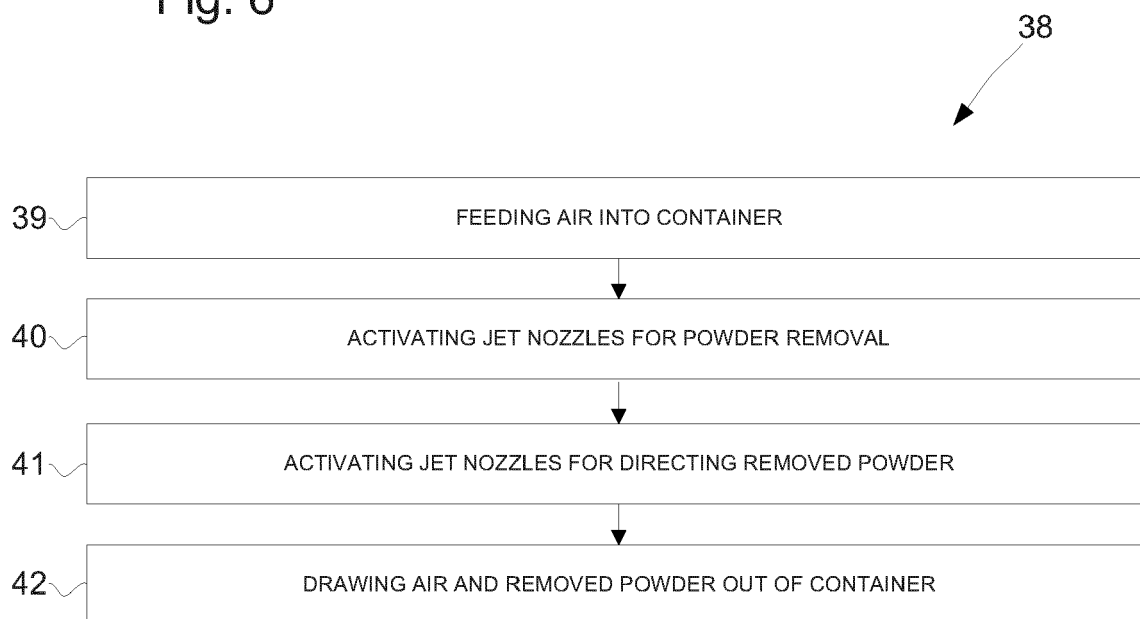 Fig. 6
38
39 FEEDING AIR INTO CONTAINER
40 ACTIVATING JET NOZZLES FOR POWDER REMOVAL
41 ACTIVATING JET NOZZLES FOR DIRECTING REMOVED POWDER
42 DRAWING AIR AND REMOVED POWDER OUT OF CONTAINER